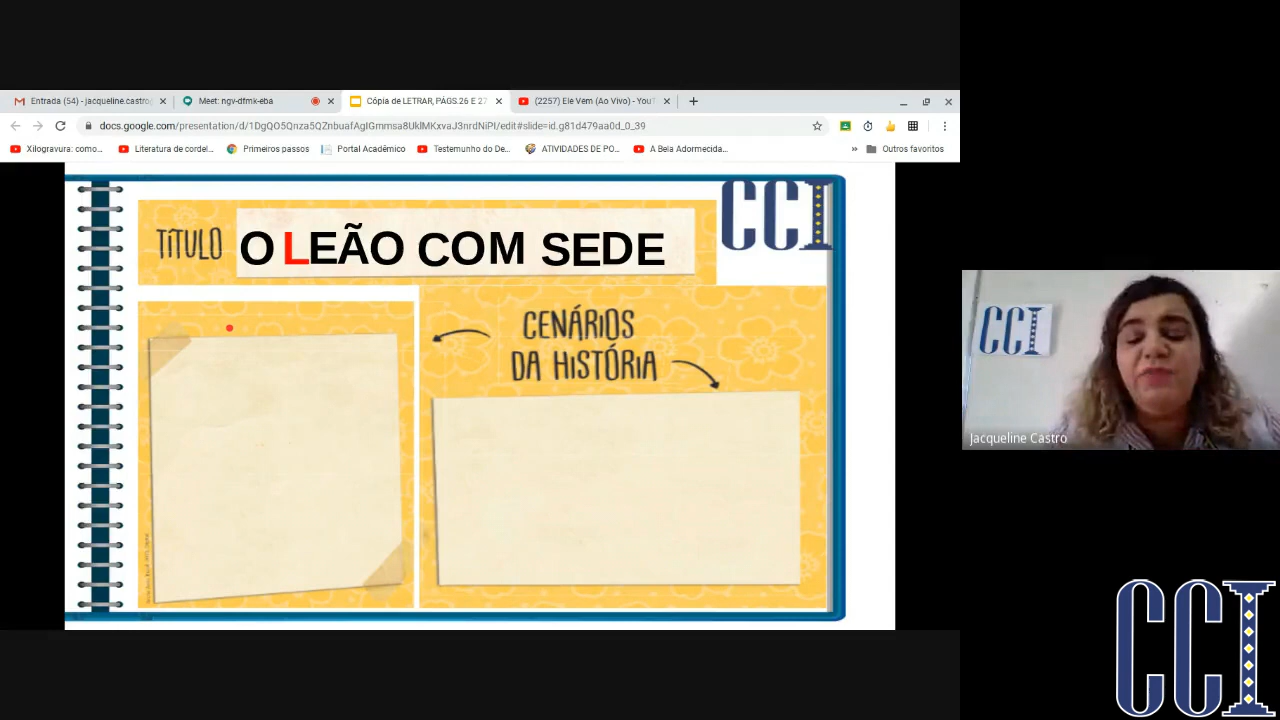 Entrada (54) - jacqueline.castro
Meet: ngv-dfmk-eba
Cópia de LETRAR, PÁGS.26 E 27
(2257) Ele Vem (Ao Vivo) - YouT
docs.google.com/presentation/d/1DgQO5Qnza5QZnbuafAgIGmmsa8UklMKxvaJ3nrdNiPI/edit#slide=id.g81d479aa0d_0_39
Xilogravura: como...
Literatura de cordel...
Primeiros passos
Portal Acadêmico
Testemunho do De...
ATIVIDADES DE PO...
A Bela Adormecida...
»
Outros favoritos
CCI
TÍTULO O LEÃO COM SEDE
CENÁRIOS
DA HISTÓRIA
CCI
Jacqueline Castro
CCI